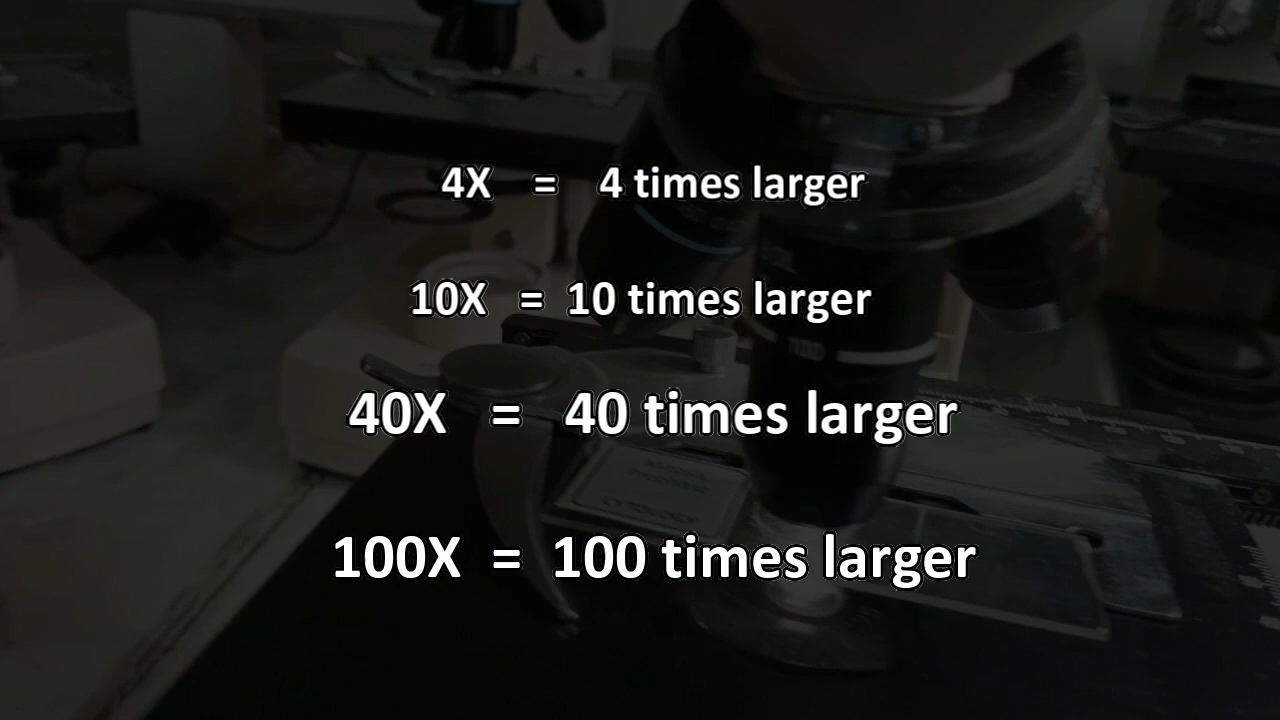 4X = 4 times larger
10X = 10 times larger
40X = 40 times larger
100X = 100 times larger